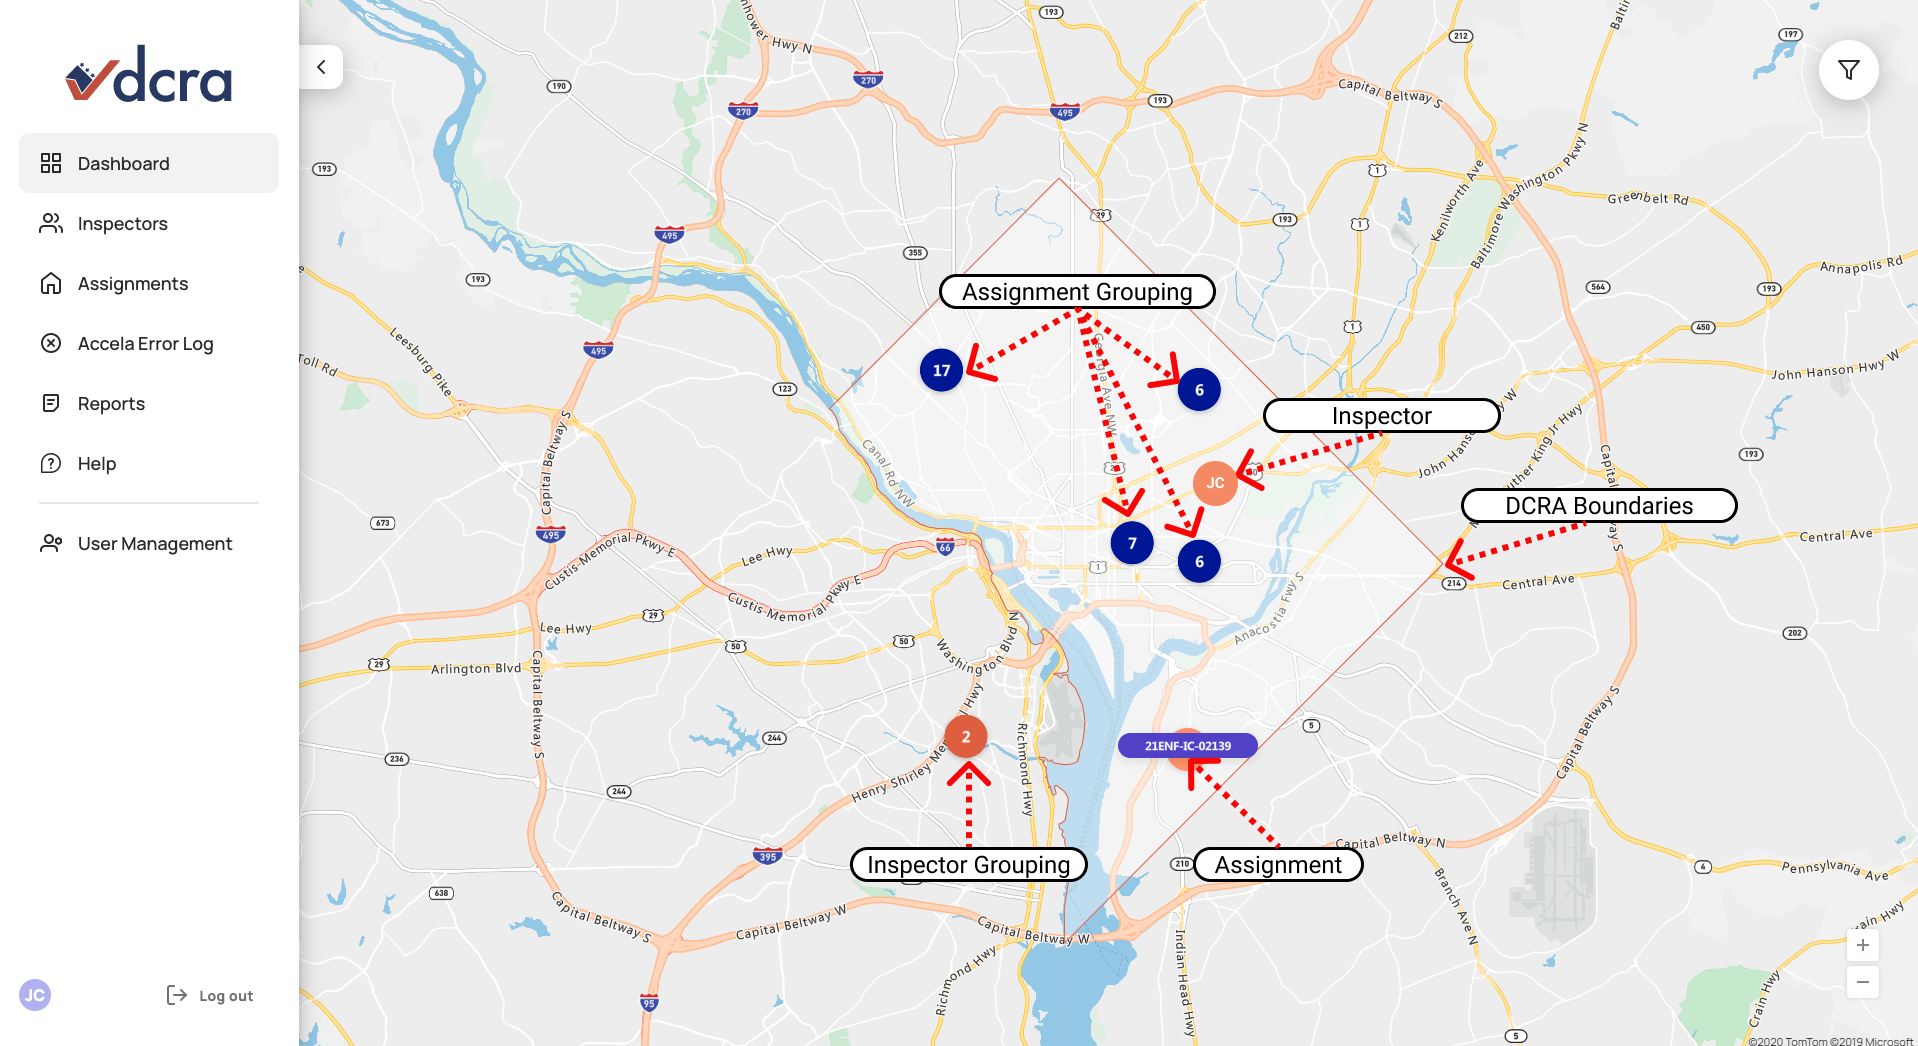 dcra
Dashboard
Inspectors
Assignments
Accela Error Log
Reports
Help
User Management
JC
Log out
193
Hwy N
212
197
190
270
270
495
193
Capital Beltway S
193
1
Kenilworth Ave
Baltimore Washington Pkwy N
Greenbelt Rd
495
355
29
193
1
193
Annapolis Rd
564
193
Assignment Grouping
Leesburg Pike
Toll Rd
495
123
1
450
John Hanson Hwy W
17
Georgia Ave NW
6
Inspector
Capital Beltway S
Canal Rd NW
JC
193
DCRA Boundaries
673
495
66
Custis Memorial Pkwy E
Lee Hwy
7
6
1
Central Ave
214
Central Ave
Custis Memorial Pkwy E
29
Lee Hwy
50
50
29
Arlington Blvd
Washington Blvd N
Anacostia Fwy S
202
Capital Beltway S
2
21ENF-IC-02139
5
244
236
244
Richmond Hwy
Capital Beltway S
Henry Shirley Memorial Hwy
395
Inspector Grouping
210
Assignment
Capital Beltway N
4
Pennsylvania Ave
638
Capital Beltway S
Capital Beltway W
Capital Beltway W
Branch Ave N
Richmond Hwy
Indian Head Hwy
Crain Hwy
95
5
©2020 TomTom ©2019 Microsoft